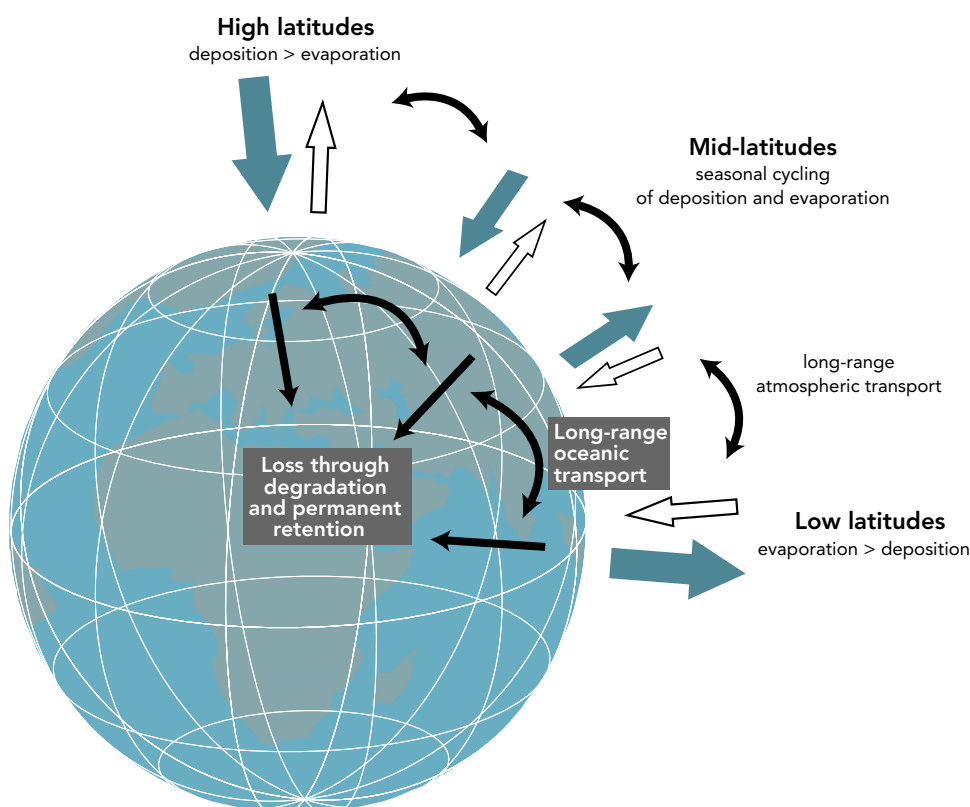 High latitudes
deposition > evaporation
Mid-latitudes
seasonal cycling
of deposition and evaporation
long-range
atmospheric transport
Long-range
oceanic
transport
Loss through
degradation
and permanent
retention
Low latitudes
evaporation > deposition